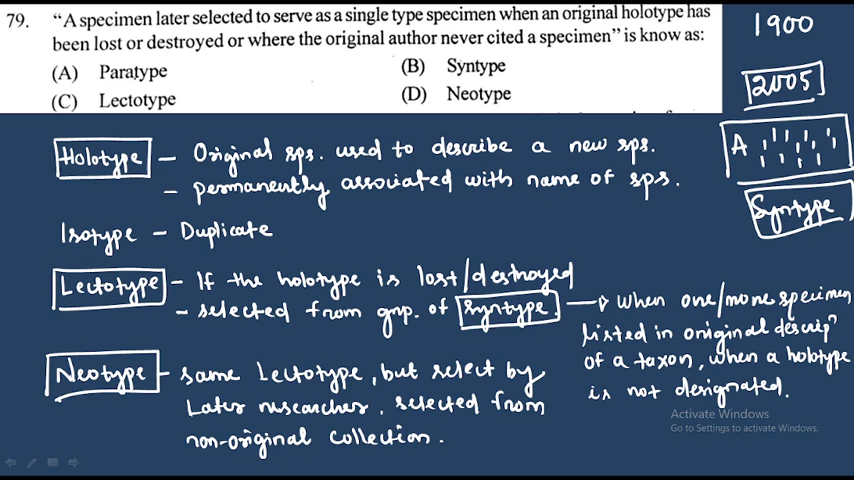 79. "A specimen later selected to serve as a single type specimen when an original holotype has
been lost or destroyed or where the original author never cited a specimen" is know as:
(A) Paratype
(B) Syntype
(C) Lectotype
(D) Neotype
1900
2005
A
Syntype
Holotype - Original sps. used to describe a new sps.
- permanently associated with name of sps.
Isotype - Duplicate
Lectotype - If the holotype is lost/destroyed
- selected from grp. of Syntype.
When one/more specimen
listed in original descrip^n
of a taxon, when a holotype
is not designated.
Neotype - same Lectotype, but select by
Later researcher, selected from
non-original collection.
Activate Windows
Go to Settings to activate Windows.